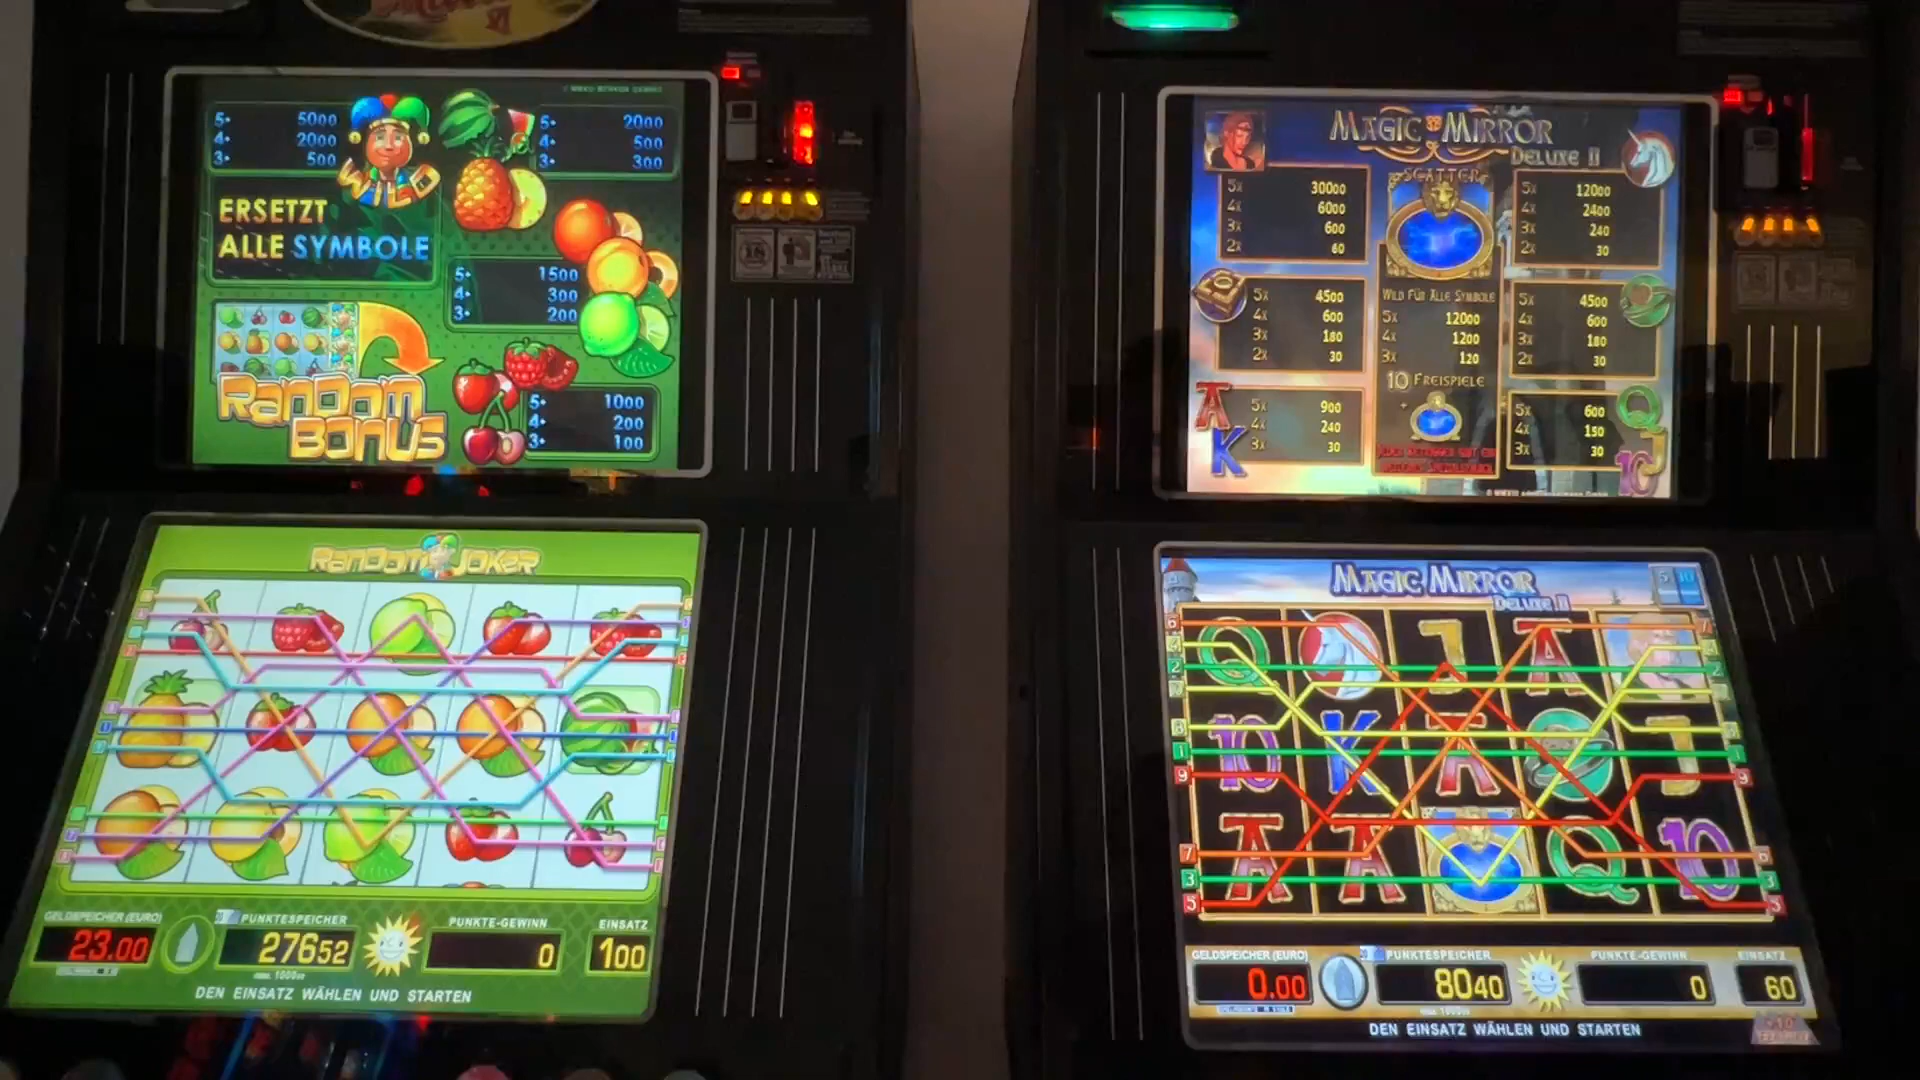 5• 5000
4• 2000
3• 500
WILD
5• 2000
4• 500
3• 300
ERSETZT
ALLE SYMBOLE
5• 1500
4• 300
3• 200
RANDOM
BONUS
5• 1000
4• 200
3• 100
RANDOM JOKER
GELDSPEICHER (EURO)
PUNKTESPEICHER
PUNKTE-GEWINN
EINSATZ
23.00
27652
0
100
DEN EINSATZ WÄHLEN UND STARTEN
MAGIC MIRROR
DELUXE II
SCATTER
5x 30000
4x 6000
3x 600
2x 60
5x 12000
4x 2400
3x 240
2x 30
5x 4500
4x 600
3x 180
2x 30
WILD FÜR ALLE SYMBOLE
5x 12000
4x 1200
3x 120
10 FREISPIELE
5x 4500
4x 600
3x 180
2x 30
A
K
5x 900
4x 240
3x 30
5x 600
4x 150
3x 30
Q
J
10
MAGIC MIRROR
DELUXE II
5 10
Q J A
10 K A J
A A Q 10
GELDSPEICHER (EURO)
PUNKTESPEICHER
PUNKTE-GEWINN
EINSATZ
0.00
8040
0
60
DEN EINSATZ WÄHLEN UND STARTEN